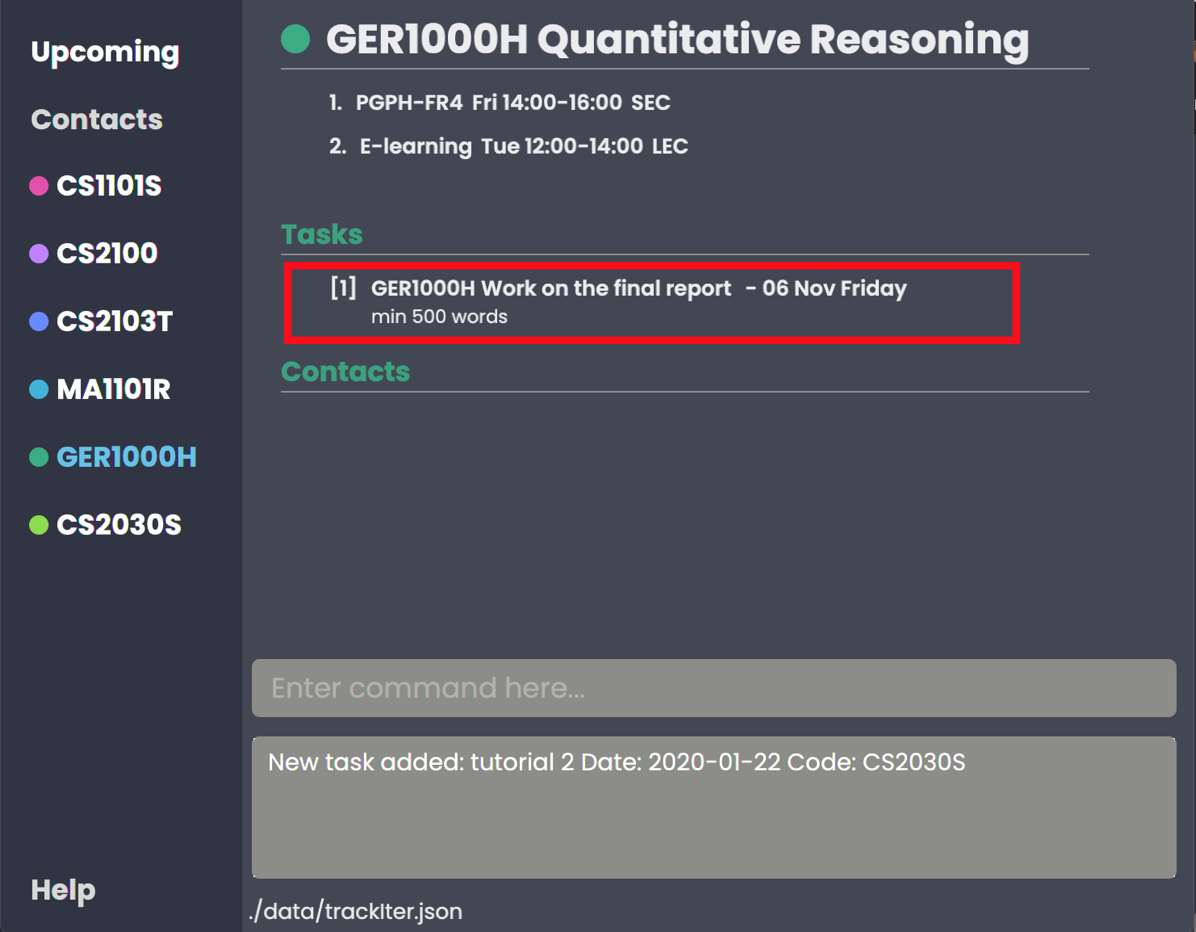 Upcoming
Contacts
CS1101S
CS2100
CS2103T
MA1101R
GER1000H
CS2030S
Help
GER1000H Quantitative Reasoning
1. PGPH-FR4 Fri 14:00-16:00 SEC
2. E-learning Tue 12:00-14:00 LEC
Tasks
[1] GER1000H Work on the final report - 06 Nov Friday
min 500 words
Contacts
Enter command here...
New task added: tutorial 2 Date: 2020-01-22 Code: CS2030S
./data/trackIter.json